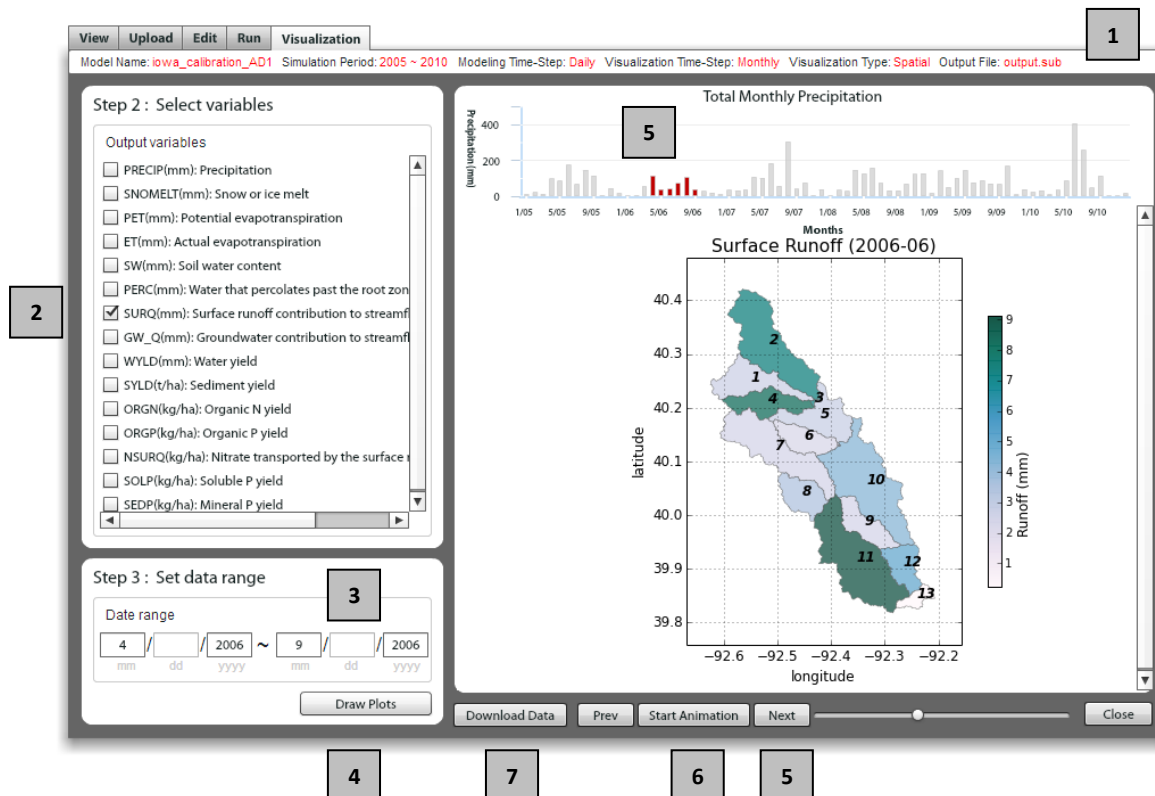 1
View Upload Edit Run Visualization
Model Name: iowa_calibration_AD1 Simulation Period: 2005 ~ 2010 Modeling Time-Step: Daily Visualization Time-Step: Monthly Visualization Type: Spatial Output File: output.sub
Step 2 : Select variables
Output variables
PRECIP(mm): Precipitation
SNOMELT(mm): Snow or ice melt
PET(mm): Potential evapotranspiration
ET(mm): Actual evapotranspiration
SW(mm): Soil water content
PERC(mm): Water that percolates past the root zon
2
SURQ(mm): Surface runoff contribution to streamfl
GW_Q(mm): Groundwater contribution to streamfl
WYLD(mm): Water yield
SYLD(t/ha): Sediment yield
ORGN(kg/ha): Organic N yield
ORGP(kg/ha): Organic P yield
NSURQ(kg/ha): Nitrate transported by the surface r
SOLP(kg/ha): Soluble P yield
SEDP(kg/ha): Mineral P yield
Step 3 : Set data range
3
Date range
4 / / 2006 ~ 9 / / 2006
mm dd yyyy mm dd yyyy
Draw Plots
4
Total Monthly Precipitation
5
Precipitation (mm)
400
200
0
1/05 5/05 9/05 1/06 5/06 9/06 1/07 5/07 9/07 1/08 5/08 9/08 1/09 5/09 9/09 1/10 5/10 9/10
Months
Surface Runoff (2006-06)
latitude
40.4
40.3
40.2
40.1
40.0
39.9
39.8
2
1
3
4
5
6
7
10
8
9
11
12
13
−92.6 −92.5 −92.4 −92.3 −92.2
longitude
9
8
7
6
5
4
3
2
1
Runoff (mm)
Download Data Prev Start Animation Next Close
7 6 5